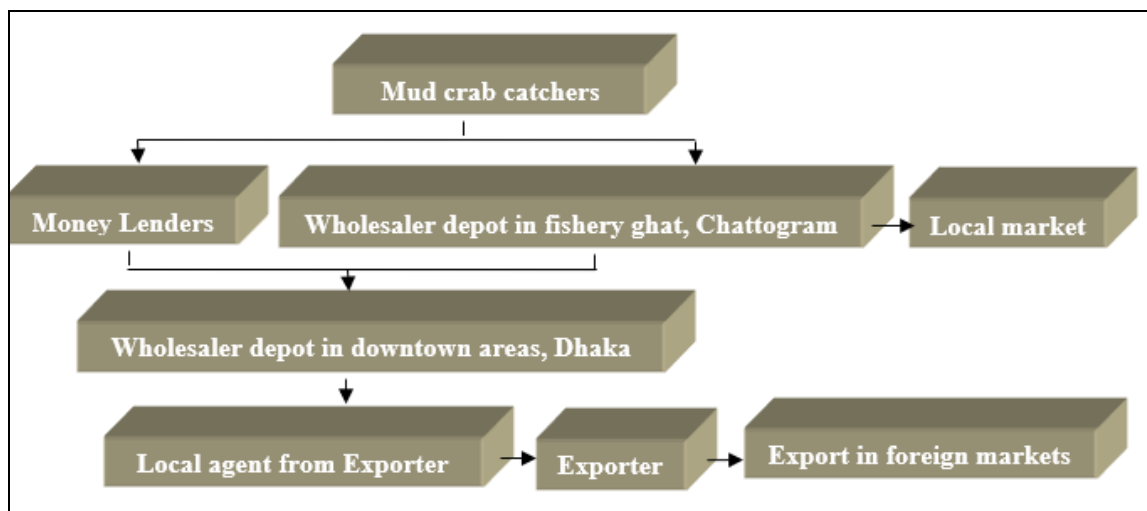 Mud crab catchers
Money Lenders
Wholesaler depot in fishery ghat, Chattogram
Local market
Wholesaler depot in downtown areas, Dhaka
Local agent from Exporter
Exporter
Export in foreign markets